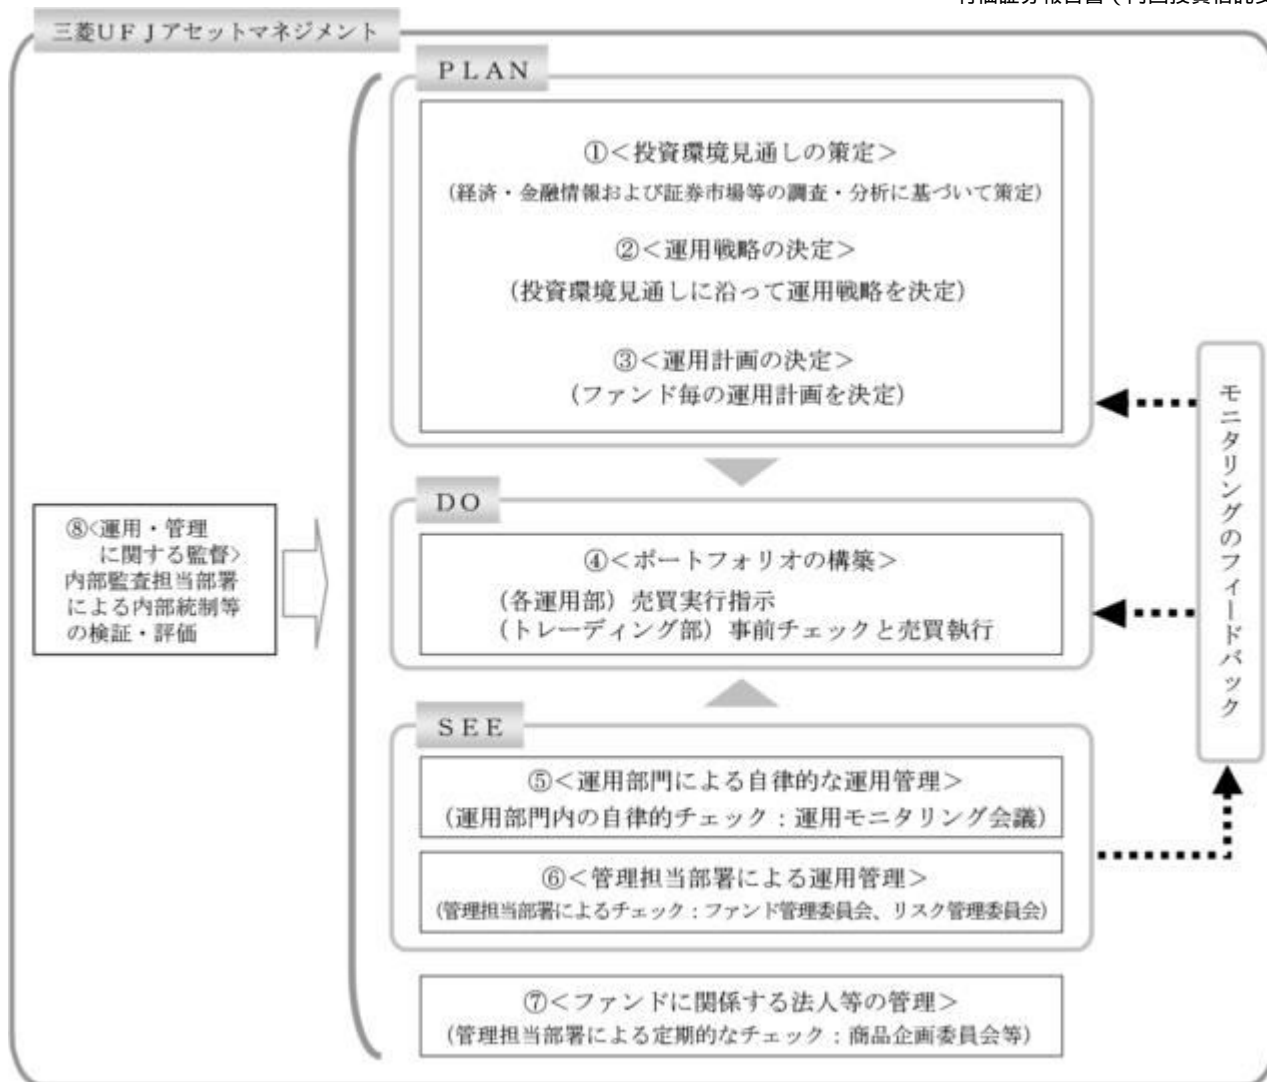 三菱UFJアセットマネジメント
PLAN
①<投資環境見通しの策定>
(経済・金融情報および証券市場等の調査・分析に基づいて策定)
②<運用戦略の決定>
(投資環境見通しに沿って運用戦略を決定)
③<運用計画の決定>
(ファンド毎の運用計画を決定)
DO
④<ポートフォリオの構築>
(各運用部)売買実行指示
(トレーディング部)事前チェックと売買執行
SEE
⑤<運用部門による自律的な運用管理>
(運用部門内の自律的チェック:運用モニタリング会議)
⑥<管理担当部署による運用管理>
(管理担当部署によるチェック:ファンド管理委員会、リスク管理委員会)
⑦<ファンドに関係する法人等の管理>
(管理担当部署による定期的なチェック:商品企画委員会等)
⑧<運用・管理
に関する監督>
内部監査担当部署
による内部統制等
の検証・評価
モニタリングのフィードバック